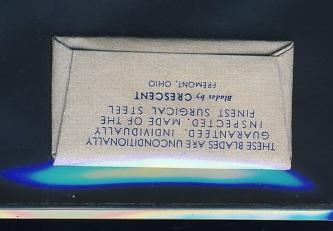 THESE BLADES ARE UNCONDITIONALLY
GUARANTEED, INDIVIDUALLY
INSPECTED, MADE OF THE
FINEST SURGICAL STEEL
Blades by CRESCENT
FREMONT, OHIO